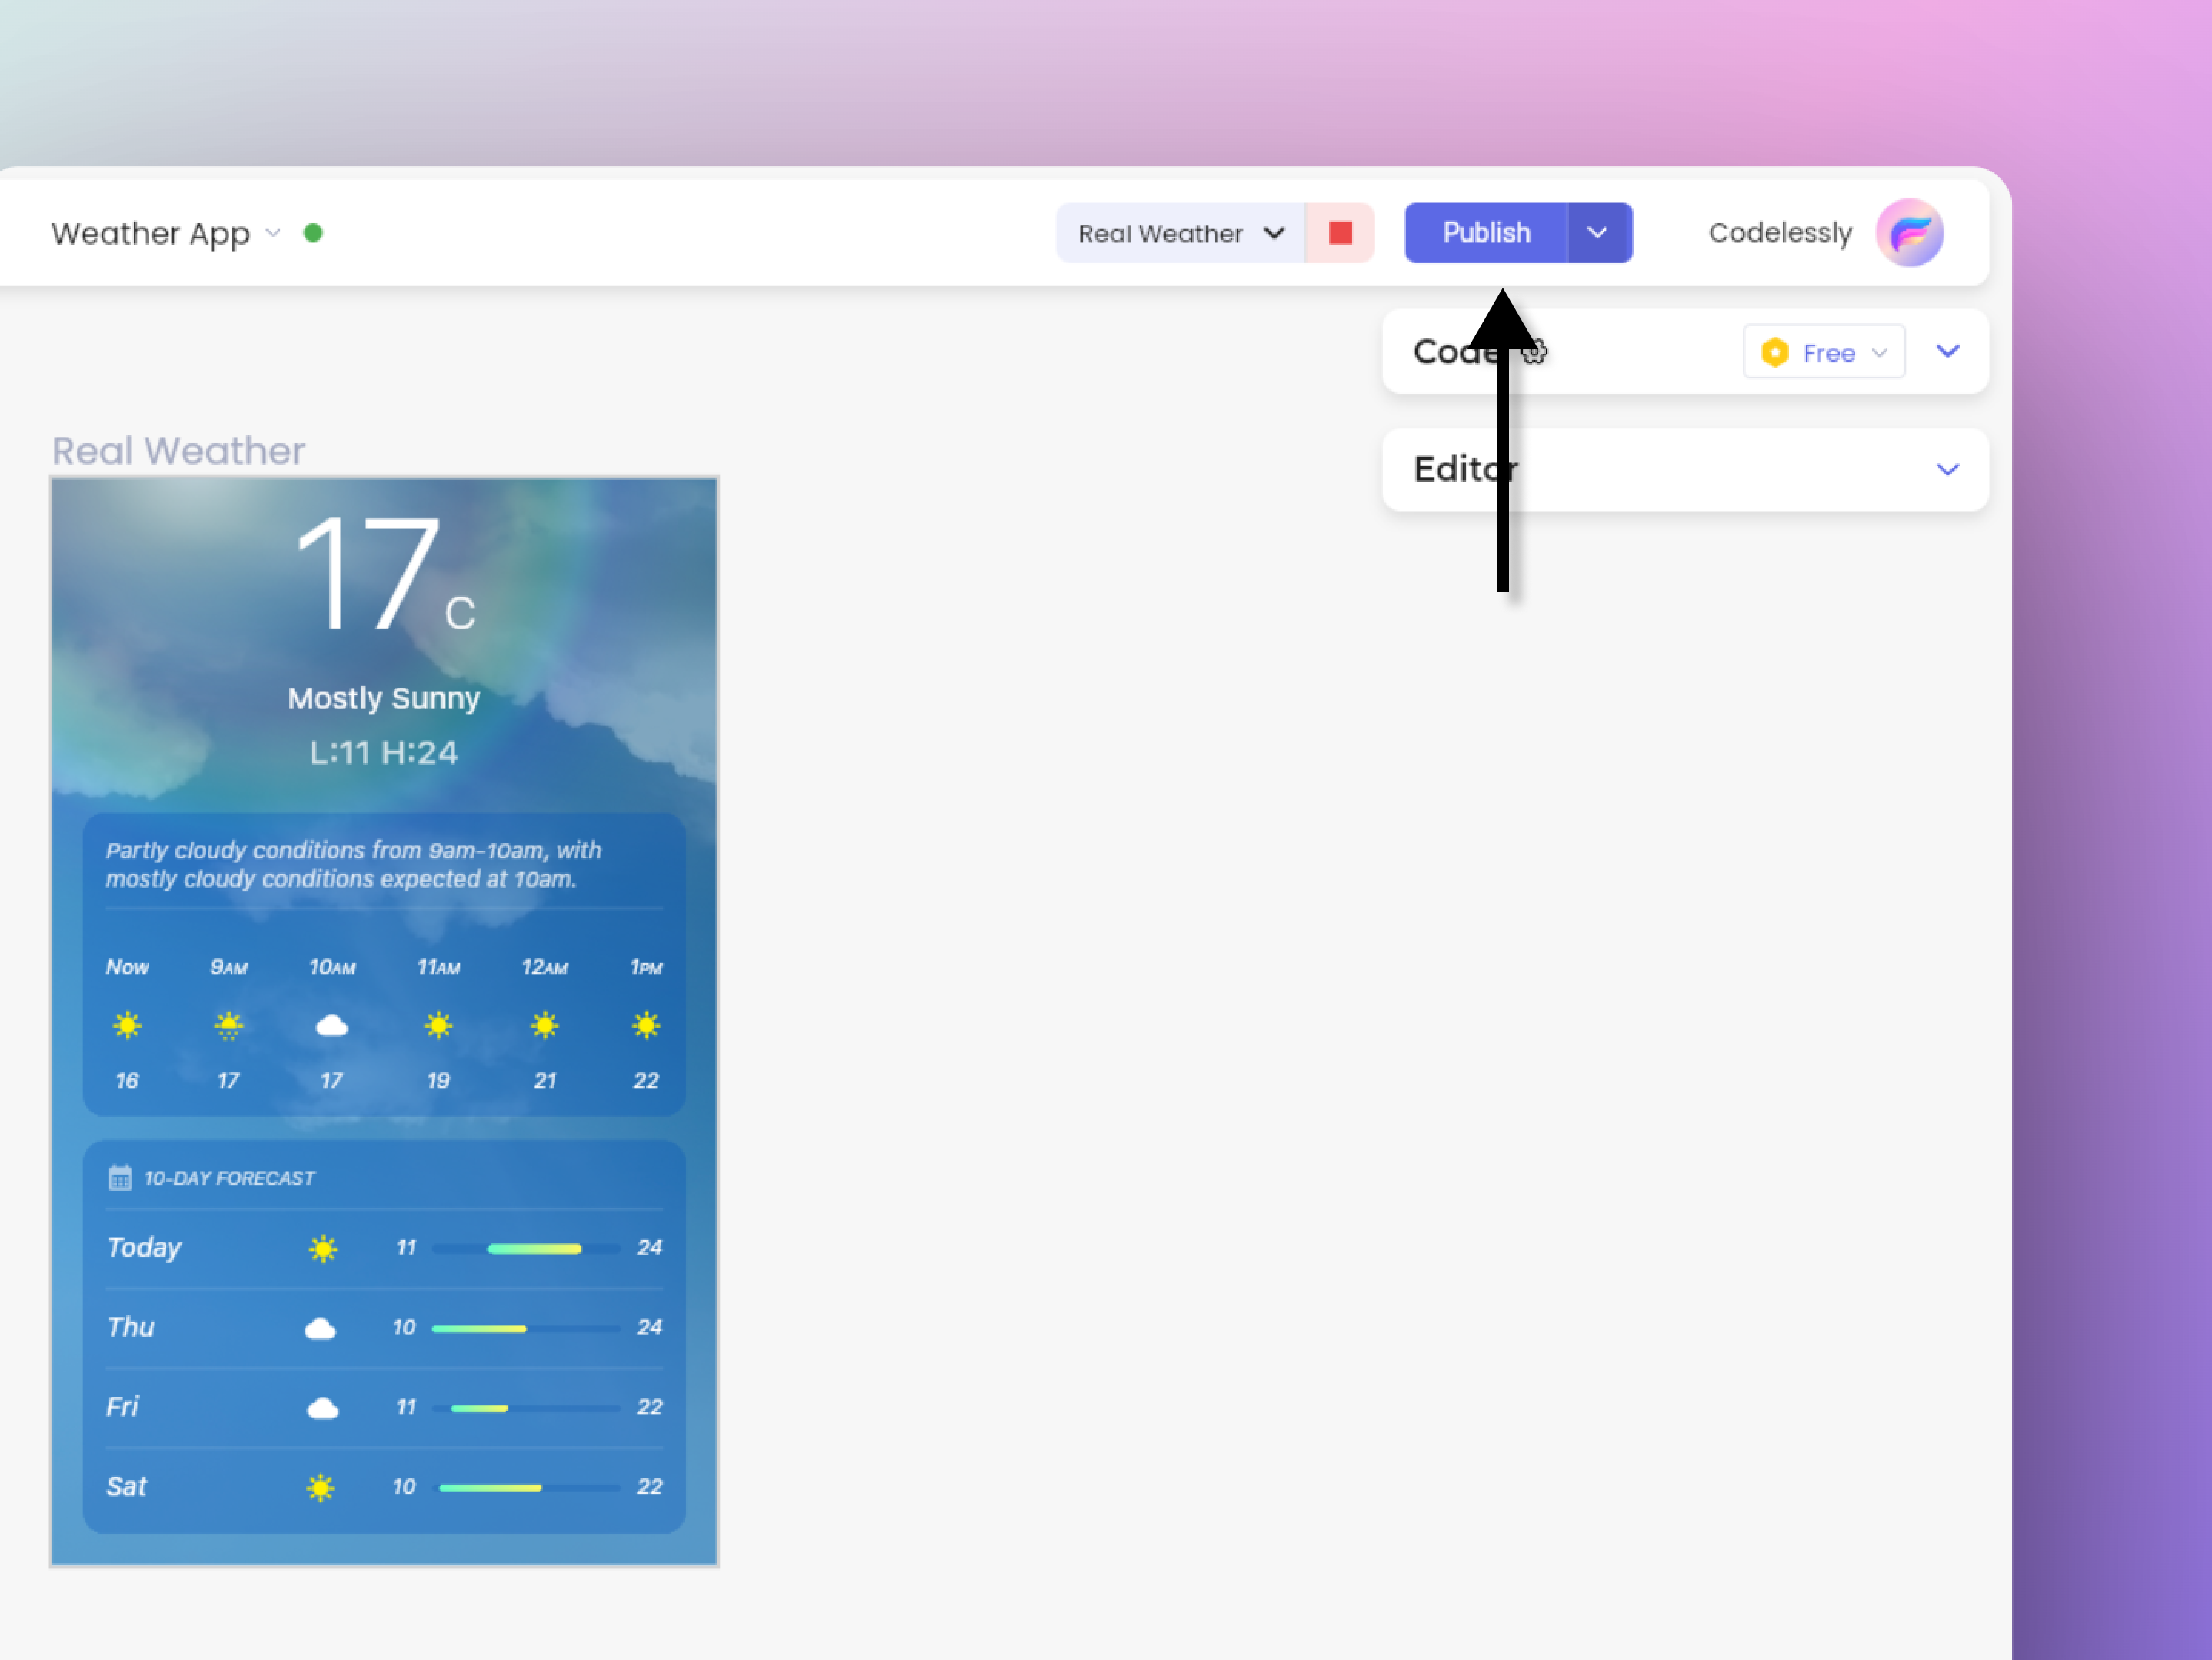 Weather App
Real Weather
Publish
Codelessly
Code
Free
Editor
Real Weather
17 C
Mostly Sunny
L:11 H:24
Partly cloudy conditions from 9am-10am, with
mostly cloudy conditions expected at 10am.
Now 9AM 10AM 11AM 12AM 1PM
16 17 17 19 21 22
10-DAY FORECAST
Today 11 24
Thu 10 24
Fri 11 22
Sat 10 22